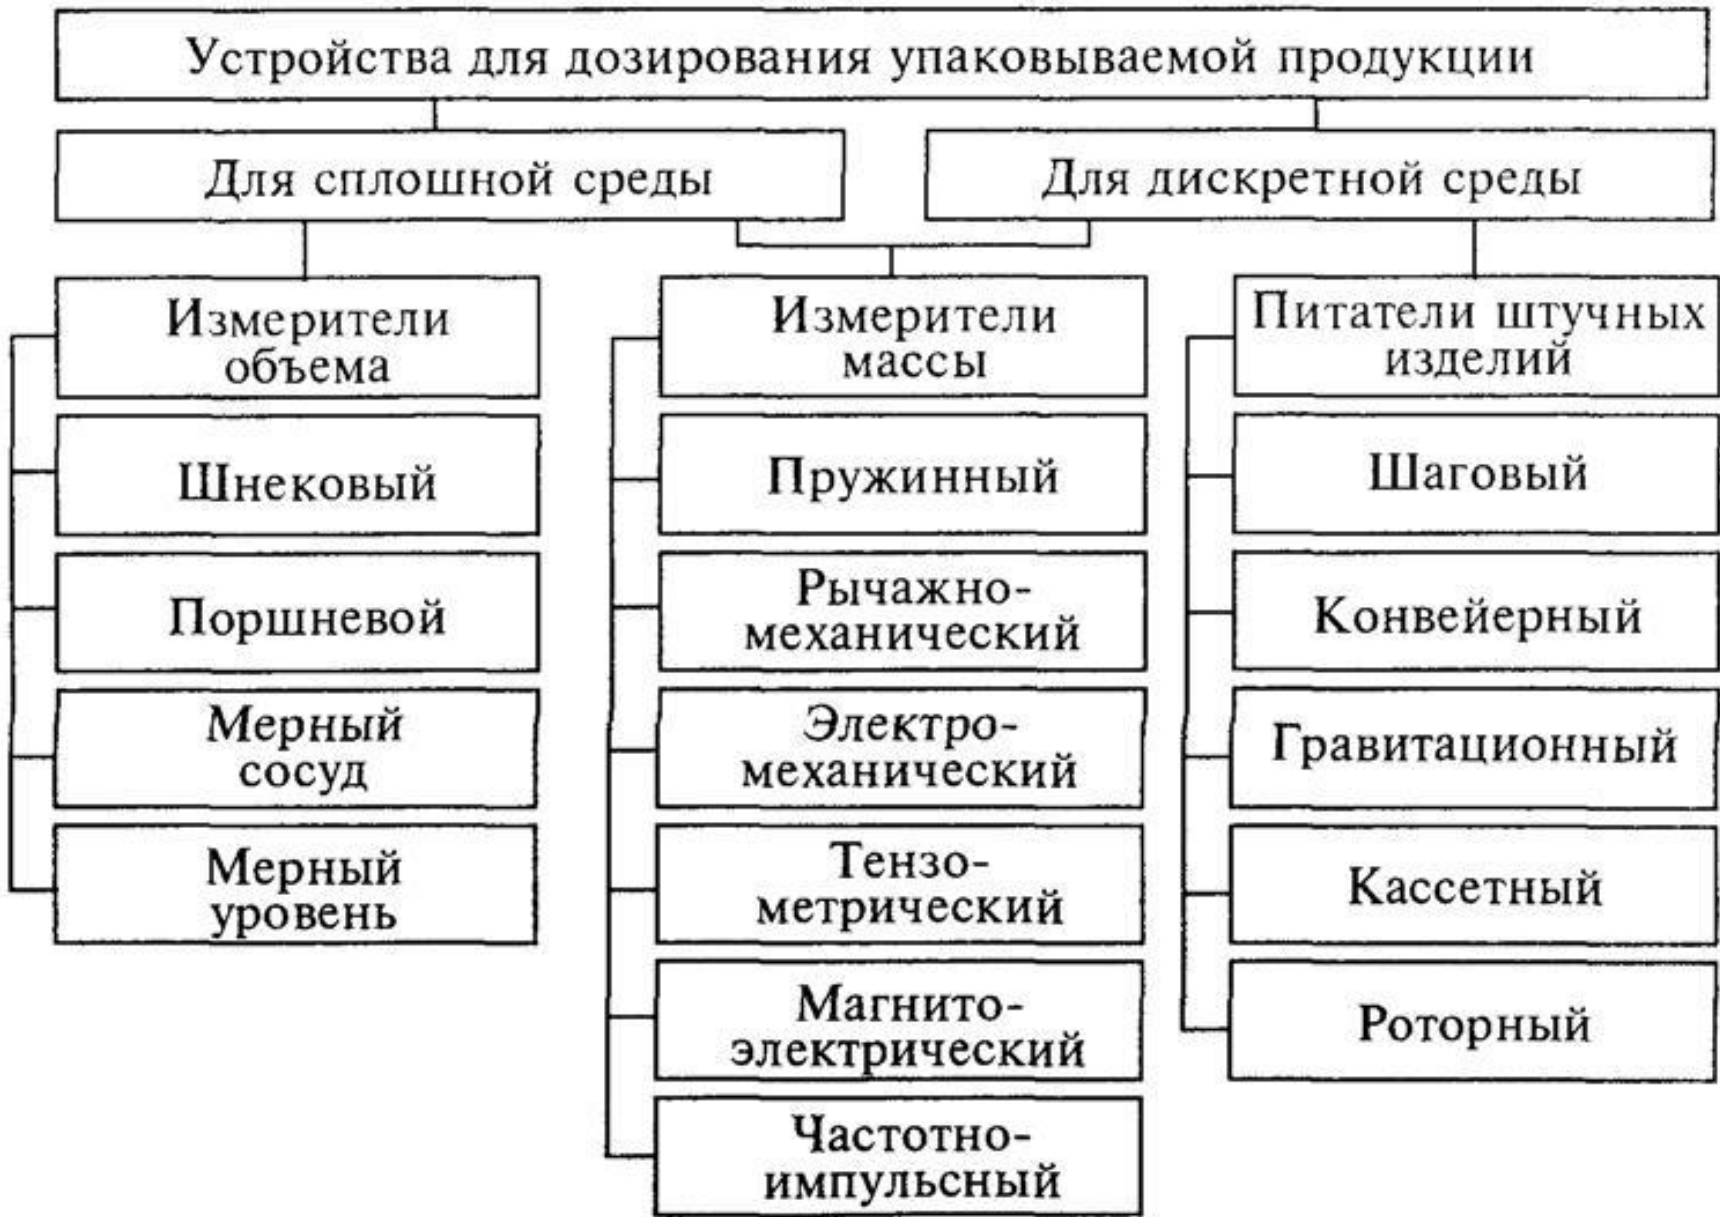 Устройства для дозирования упаковываемой продукции
Для сплошной среды
Для дискретной среды
Измерители
объема
Шнековый
Поршневой
Мерный
сосуд
Мерный
уровень
Измерители
массы
Пружинный
Рычажно-
механический
Электро-
механический
Тензо-
метрический
Магнито-
электрический
Частотно-
импульсный
Питатели штучных
изделий
Шаговый
Конвейерный
Гравитационный
Кассетный
Роторный